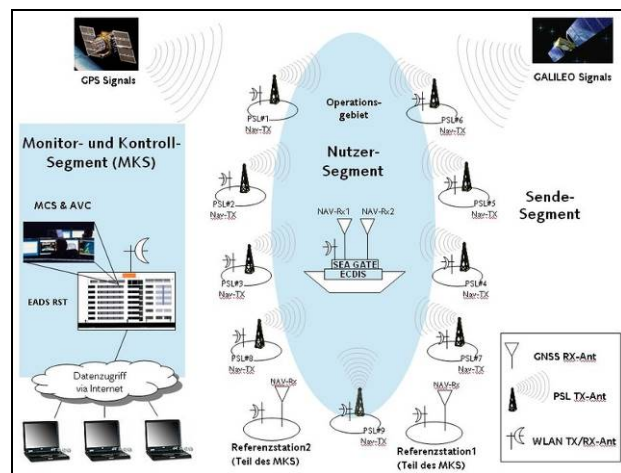 GPS Signals
GALILEO Signals
Monitor- und Kontroll-
Segment (MKS)
MCS & AVC
EADS RST
Datenzugriff
via Internet
Operations-
gebiet
Nutzer-
Segment
NAV-Rx1
NAV-Rx2
SEA GATE
ECDIS
PSL#1
Nav-TX
PSL#6
Nav-TX
PSL#2
Nav-TX
PSL#5
Nav-TX
PSL#3
Nav-TX
PSL#4
Nav-TX
PSL#8
Nav-TX
PSL#7
Nav-TX
PSL#9
Nav-TX
Sende-
Segment
NAV-Rx
Referenzstation2
(Teil des MKS)
NAV-Rx
Referenzstation1
(Teil des MKS)
GNSS RX-Ant
PSL TX-Ant
WLAN TX/RX-Ant